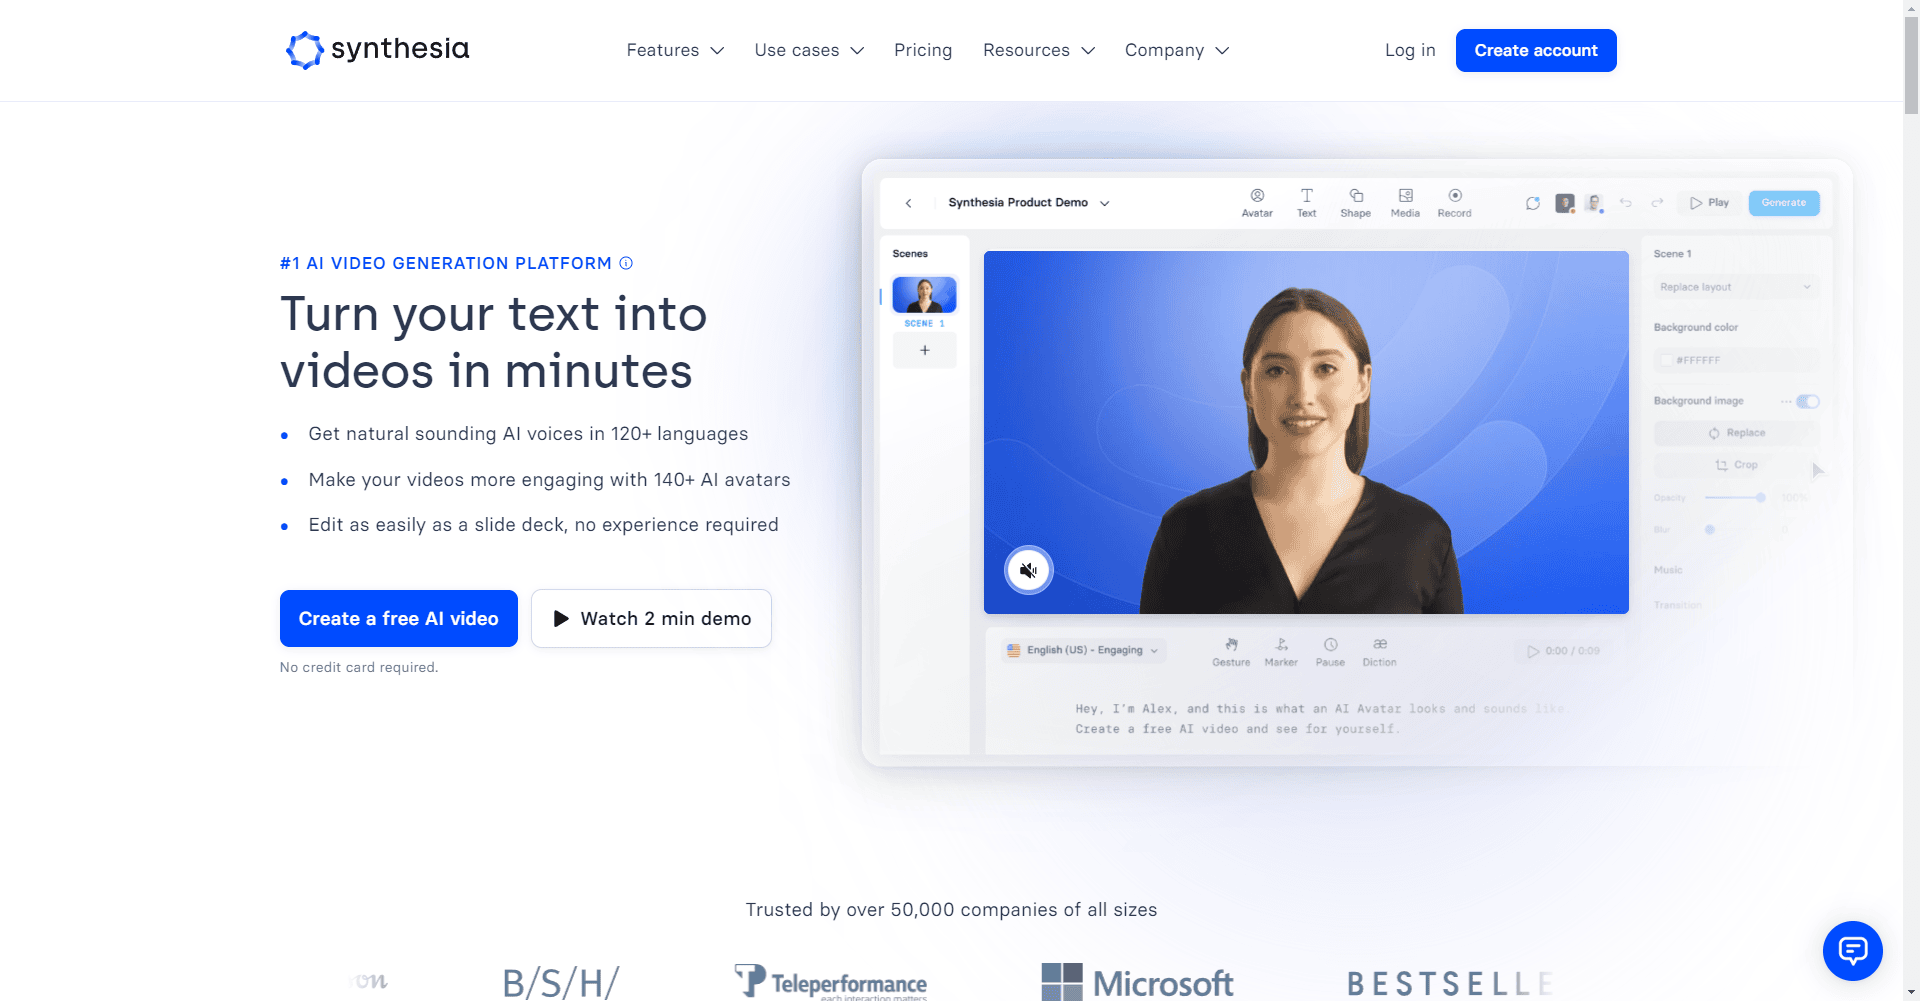 synthesia
Features
Use cases
Pricing
Resources
Company
Log in
Create account
#1 AI VIDEO GENERATION PLATFORM
Turn your text into
videos in minutes
Get natural sounding AI voices in 120+ languages
Make your videos more engaging with 140+ AI avatars
Edit as easily as a slide deck, no experience required
Create a free AI video
Watch 2 min demo
No credit card required.
Synthesia Product Demo
Avatar
Text
Shape
Media
Record
Play
Generate
Scenes
SCENE 1
Scene 1
Replace layout
Background color
#FFFFFF
Background image
Replace
Crop
Opacity
100%
Blur
0
Music
Transition
English (US) - Engaging
Gesture
Marker
Pause
æ
Diction
0:00 / 0:09
Hey, I'm Alex, and this is what an AI Avatar looks and sounds like.
Create a free AI video and see for yourself.
Trusted by over 50,000 companies of all sizes
B/S/H/
Teleperformance
each interaction matters
Microsoft
BESTSELLE